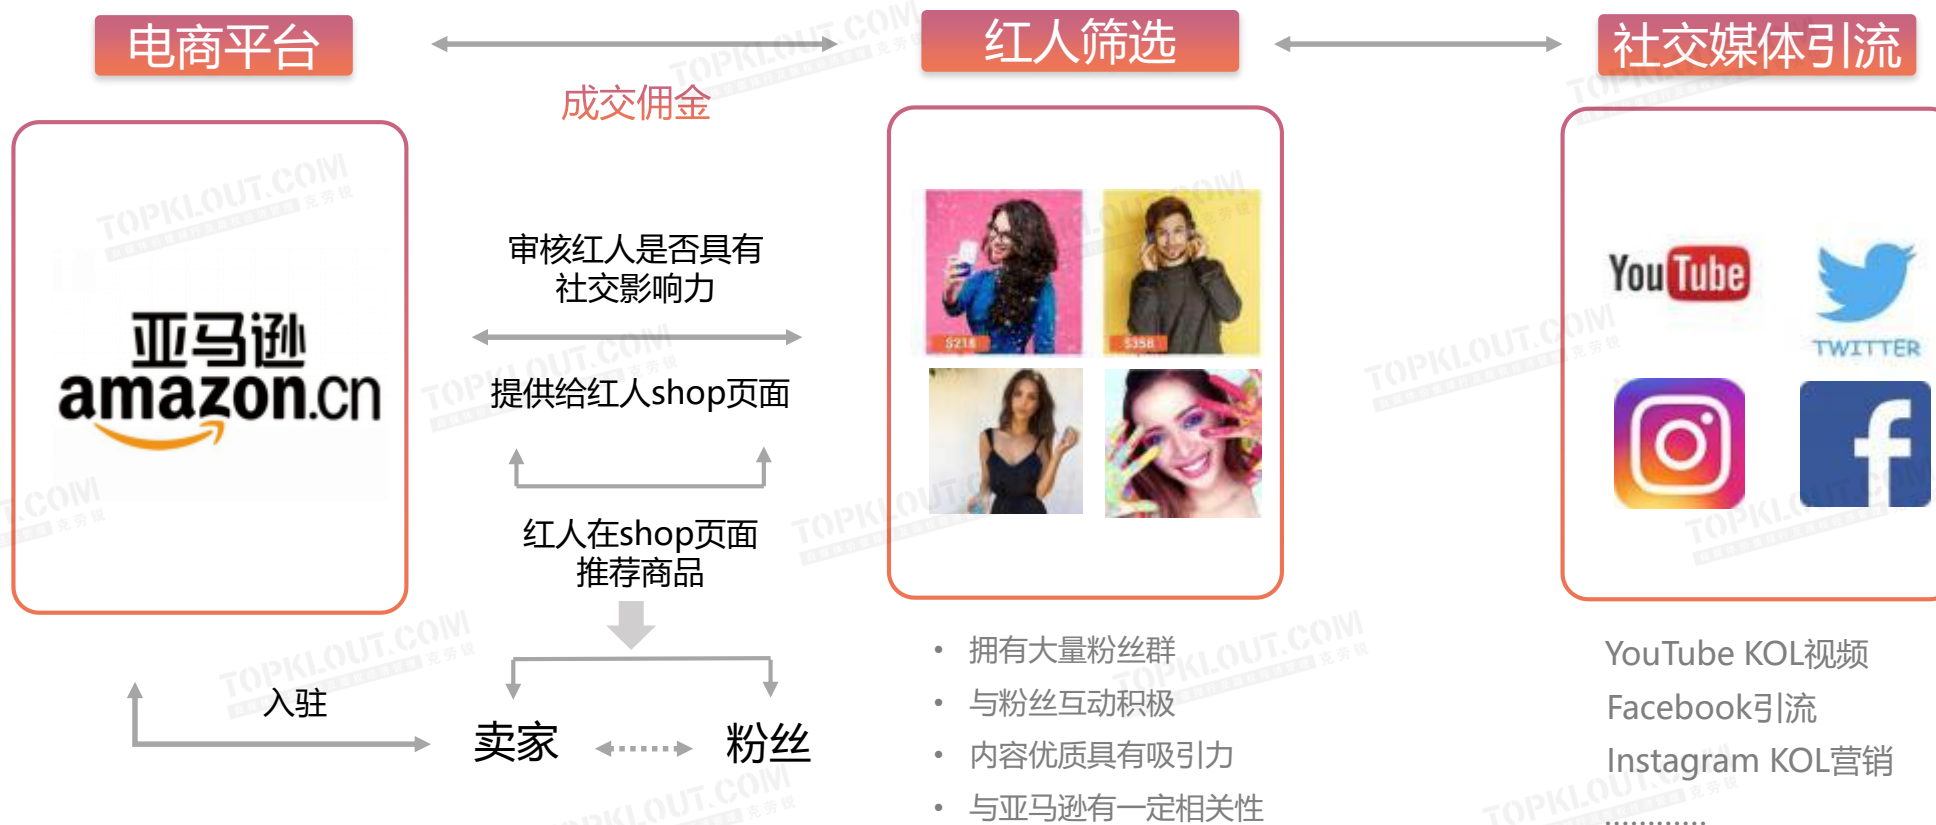 电商平台
红人筛选
社交媒体引流
成交佣金
审核红人是否具有
社交影响力
提供给红人shop页面
红人在shop页面
推荐商品
亚马逊
amazon.cn
入驻
卖家
粉丝
$218
$358
• 拥有大量粉丝群
• 与粉丝互动积极
• 内容优质具有吸引力
• 与亚马逊有一定相关性
YouTube
TWITTER
YouTube KOL视频
Facebook引流
Instagram KOL营销
............
TOPKLOUT.COM
克劳锐